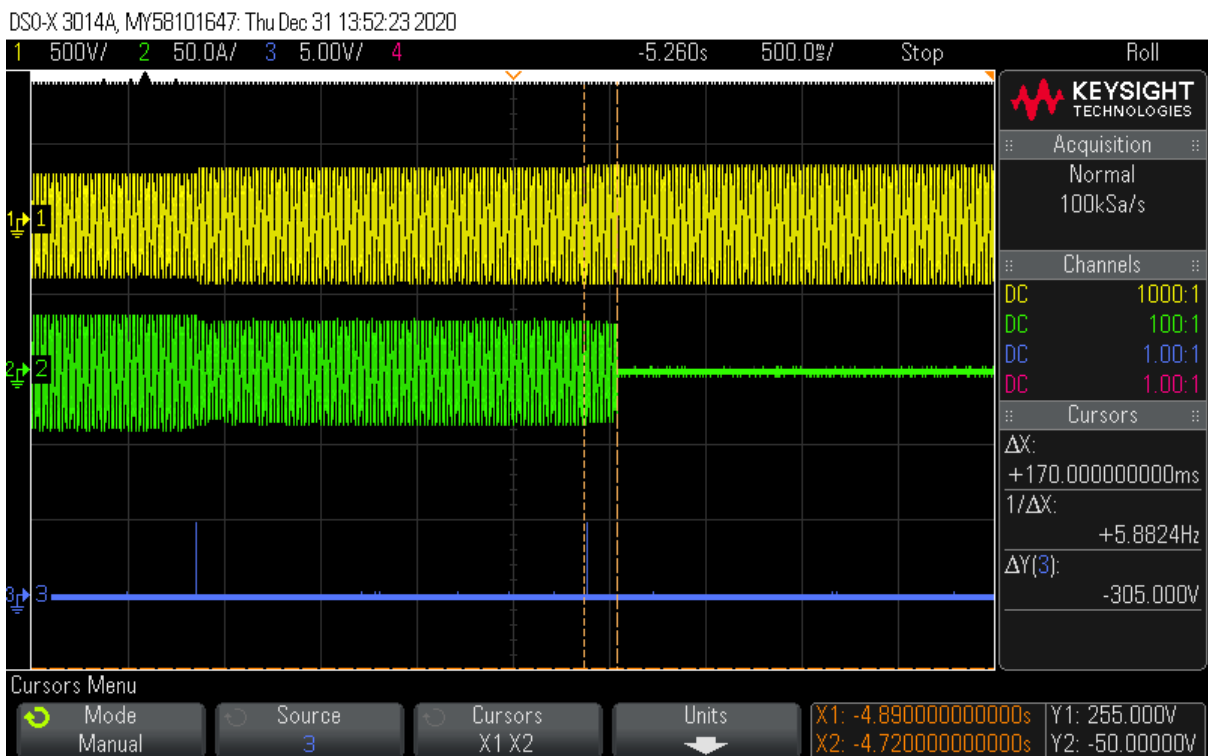 DSO-X 3014A, MY58101647: Thu Dec 31 13:52:23 2020
1 500V/ 2 50.0A/ 3 5.00V/ 4 -5.260s 500.0ms/ Stop Roll
KEYSIGHT
TECHNOLOGIES
Acquisition
Normal
100kSa/s
1 1
Channels
DC 1000:1
DC 100:1
DC 1.00:1
DC 1.00:1
2 2
Cursors
ΔX:
+170.000000000ms
1/ΔX:
+5.8824Hz
ΔY(3):
-305.000V
3 3
Cursors Menu
Mode
Manual
Source
3
Cursors
X1 X2
Units
X1: -4.890000000000s Y1: 255.000V
X2: -4.720000000000s Y2: -50.00000V